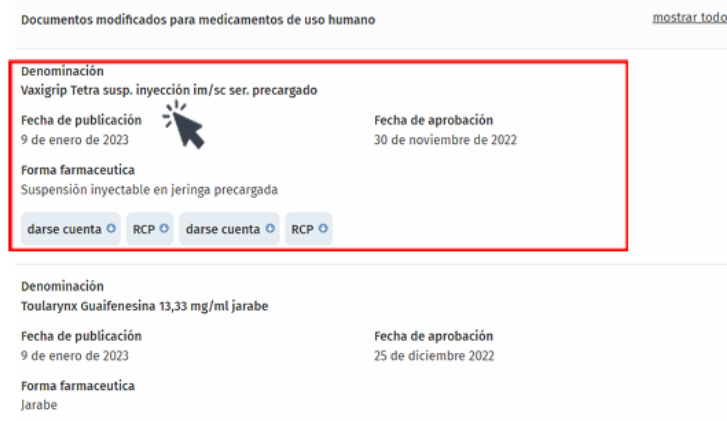 Documentos modificados para medicamentos de uso humano
mostrar todo
Denominación
Vaxigrip Tetra susp. inyección im/sc ser. precargado
Fecha de publicación
9 de enero de 2023
Fecha de aprobación
30 de noviembre de 2022
Forma farmaceutica
Suspensión inyectable en jeringa precargada
darse cuenta RCP darse cuenta RCP
Denominación
Toularynx Guaifenesina 13,33 mg/ml jarabe
Fecha de publicación
9 de enero de 2023
Fecha de aprobación
25 de diciembre 2022
Forma farmaceutica
Jarabe